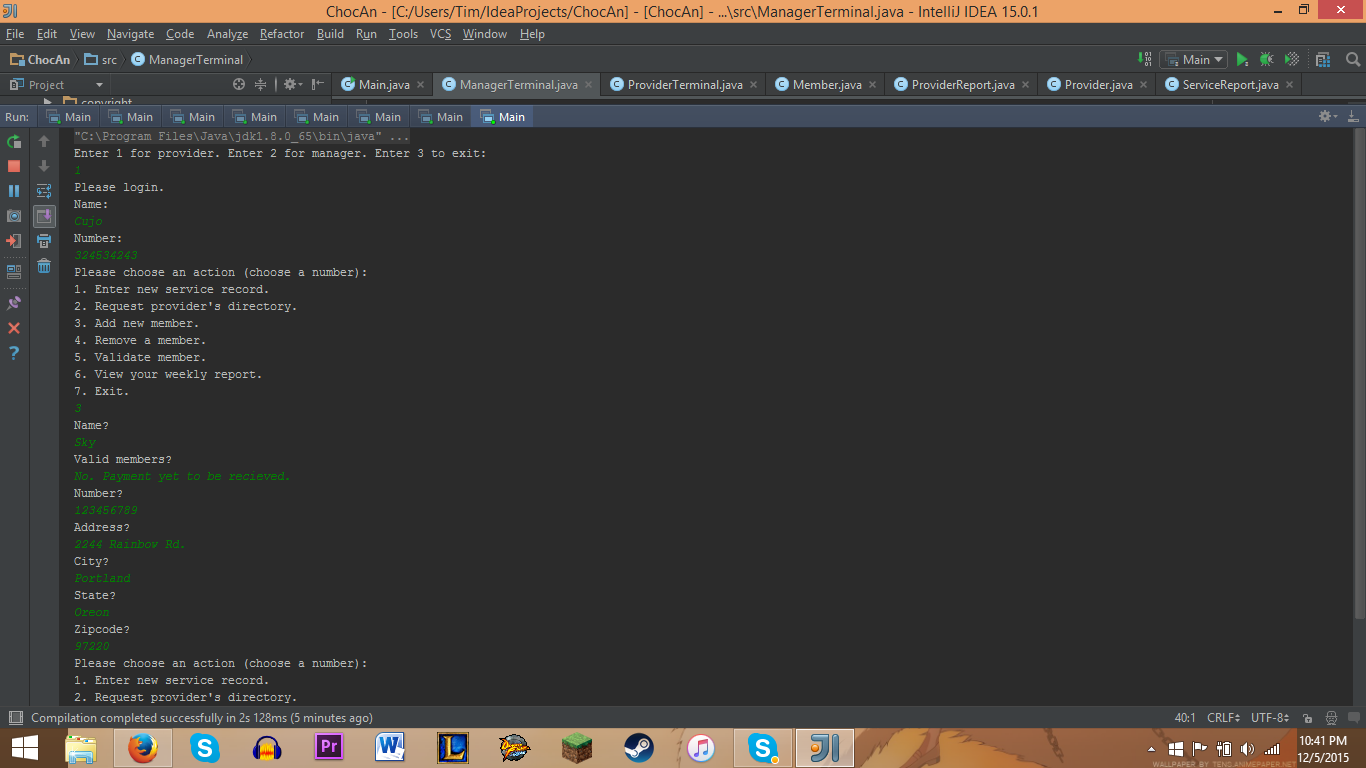 ChocAn - [C:/Users/Tim/IdeaProjects/ChocAn] - [ChocAn] - ...\src\ManagerTerminal.java - IntelliJ IDEA 15.0.1
File Edit View Navigate Code Analyze Refactor Build Run Tools VCS Window Help
ChocAn src ManagerTerminal Main
Project Main.java ManagerTerminal.java ProviderTerminal.java Member.java ProviderReport.java Provider.java ServiceReport.java
copyright
Run: Main Main Main Main Main Main Main Main
"C:\Program Files\Java\jdk1.8.0_65\bin\java" ...
Enter 1 for provider. Enter 2 for manager. Enter 3 to exit:
1
Please login.
Name:
Cujo
Number:
324534243
Please choose an action (choose a number):
1. Enter new service record.
2. Request provider's directory.
3. Add new member.
4. Remove a member.
5. Validate member.
6. View your weekly report.
7. Exit.
3
Name?
Sky
Valid members?
No. Payment yet to be recieved.
Number?
123456789
Address?
2244 Rainbow Rd.
City?
Portland
State?
Oreon
Zipcode?
97220
Please choose an action (choose a number):
1. Enter new service record.
2. Request provider's directory.
Compilation completed successfully in 2s 128ms (5 minutes ago) 40:1 CRLF UTF-8
Pr
10:41 PM
12/5/2015